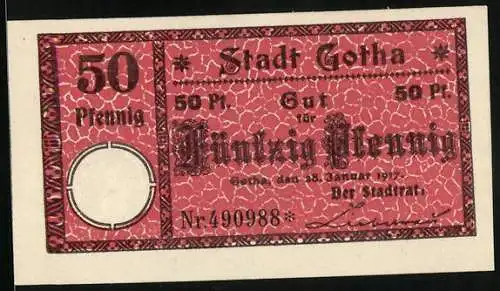 50
Pfennig
* Stadt Gotha *
50 Pf. Gut 50 Pf.
für
Fünfzig Pfennig
Gotha, den 28. Januar 1917.
Der Stadtrat:
Nr 490988 *